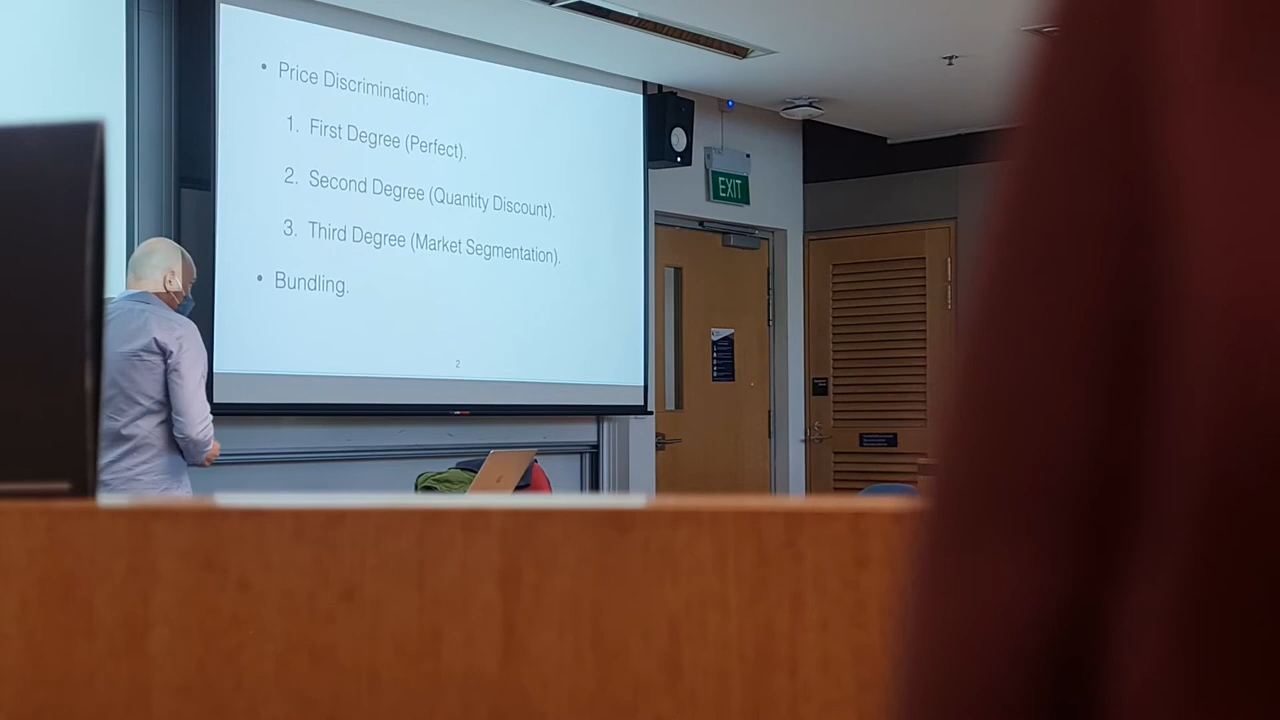 • Price Discrimination:
1. First Degree (Perfect).
2. Second Degree (Quantity Discount).
3. Third Degree (Market Segmentation).
• Bundling.
2
EXIT